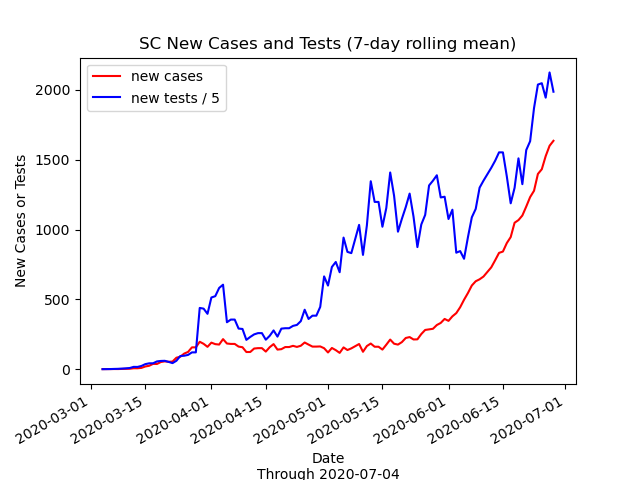 SC New Cases and Tests (7-day rolling mean)
new cases
new tests / 5
New Cases or Tests
2000
1500
1000
500
0
2020-03-01
2020-03-15
2020-04-01
2020-04-15
2020-05-01
2020-05-15
2020-06-01
2020-06-15
2020-07-01
Date
Through 2020-07-04